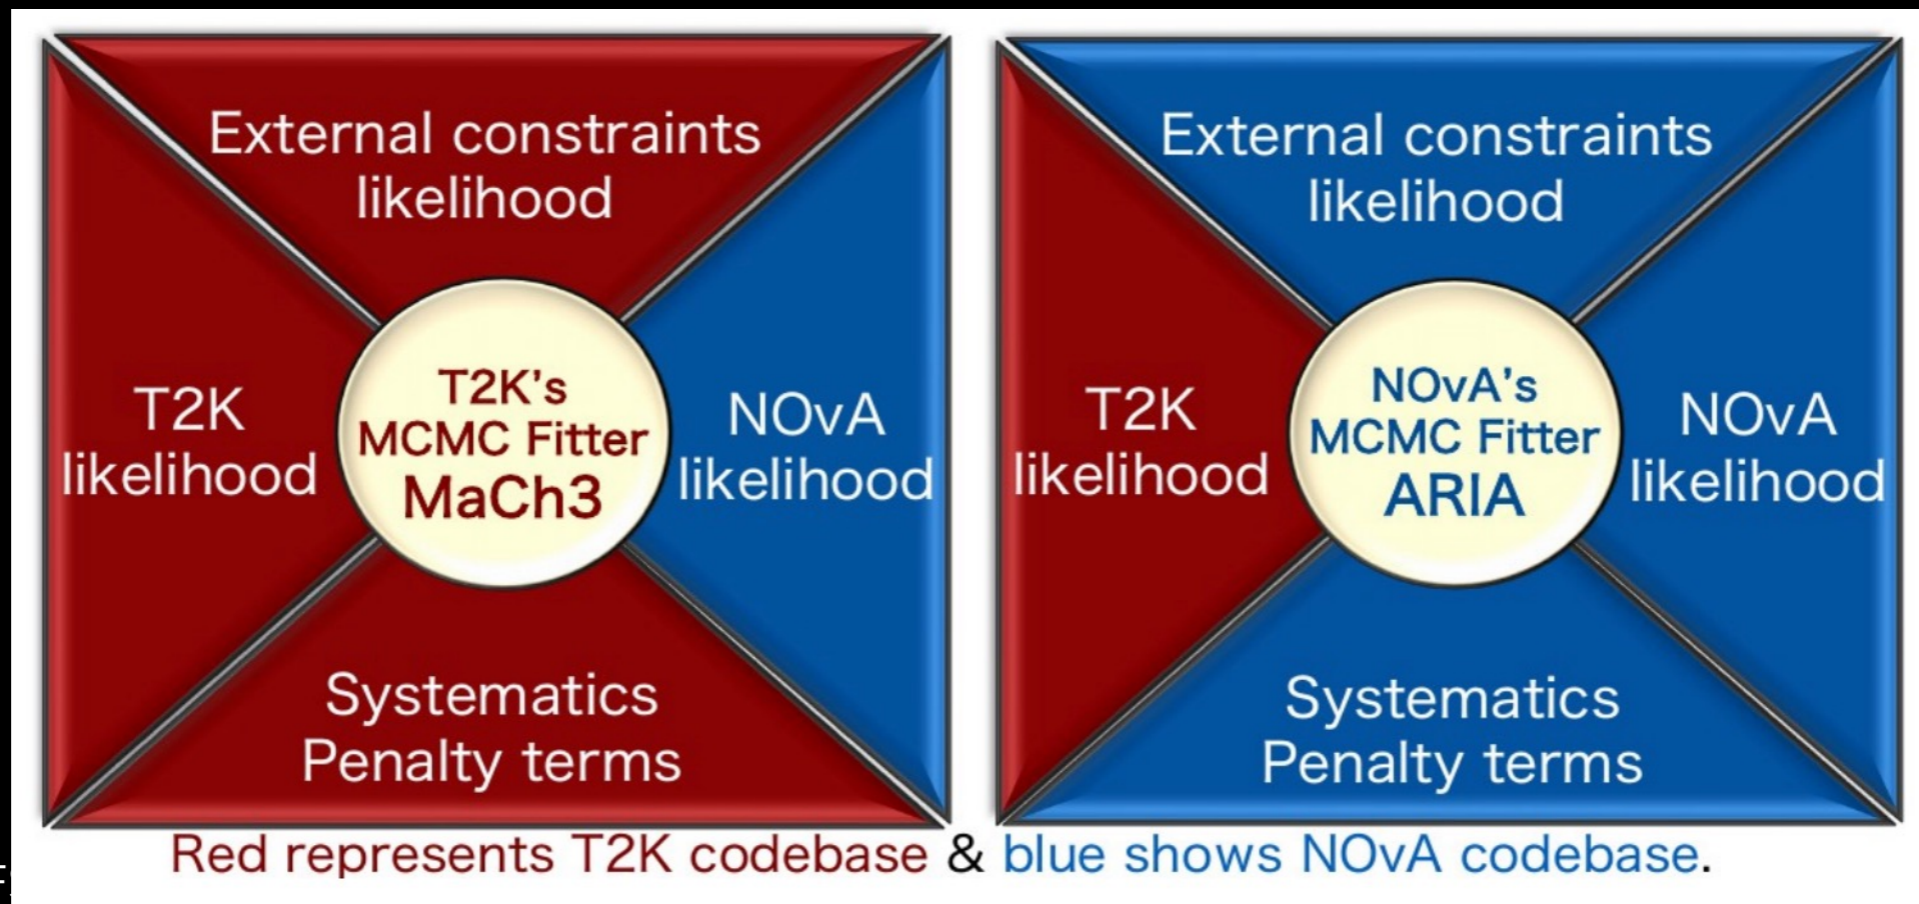 External constraints
likelihood
T2K
likelihood
T2K's
MCMC Fitter
MaCh3
NOvA
likelihood
Systematics
Penalty terms
External constraints
likelihood
T2K
likelihood
NOvA's
MCMC Fitter
ARIA
NOvA
likelihood
Systematics
Penalty terms
Red represents T2K codebase & blue shows NOvA codebase.